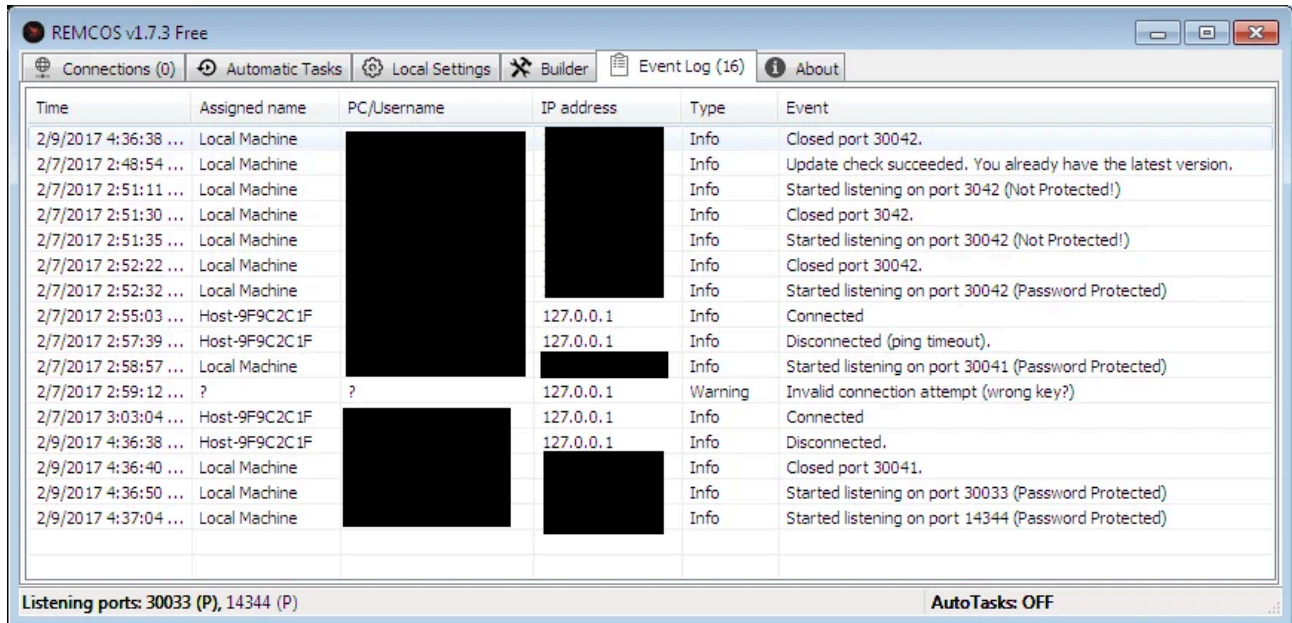 REMCOS v1.7.3 Free
Connections (0) Automatic Tasks Local Settings Builder Event Log (16) About
Time Assigned name PC/Username IP address Type Event
2/9/2017 4:36:38 ... Local Machine Info Closed port 30042.
2/7/2017 2:48:54 ... Local Machine Info Update check succeeded. You already have the latest version.
2/7/2017 2:51:11 ... Local Machine Info Started listening on port 3042 (Not Protected!)
2/7/2017 2:51:30 ... Local Machine Info Closed port 3042.
2/7/2017 2:51:35 ... Local Machine Info Started listening on port 30042 (Not Protected!)
2/7/2017 2:52:22 ... Local Machine Info Closed port 30042.
2/7/2017 2:52:32 ... Local Machine Info Started listening on port 30042 (Password Protected)
2/7/2017 2:55:03 ... Host-9F9C2C1F 127.0.0.1 Info Connected
2/7/2017 2:57:39 ... Host-9F9C2C1F 127.0.0.1 Info Disconnected (ping timeout).
2/7/2017 2:58:57 ... Local Machine Info Started listening on port 30041 (Password Protected)
2/7/2017 2:59:12 ... ? ? 127.0.0.1 Warning Invalid connection attempt (wrong key?)
2/7/2017 3:03:04 ... Host-9F9C2C1F 127.0.0.1 Info Connected
2/9/2017 4:36:38 ... Host-9F9C2C1F 127.0.0.1 Info Disconnected.
2/9/2017 4:36:40 ... Local Machine Info Closed port 30041.
2/9/2017 4:36:50 ... Local Machine Info Started listening on port 30033 (Password Protected)
2/9/2017 4:37:04 ... Local Machine Info Started listening on port 14344 (Password Protected)
Listening ports: 30033 (P), 14344 (P) AutoTasks: OFF